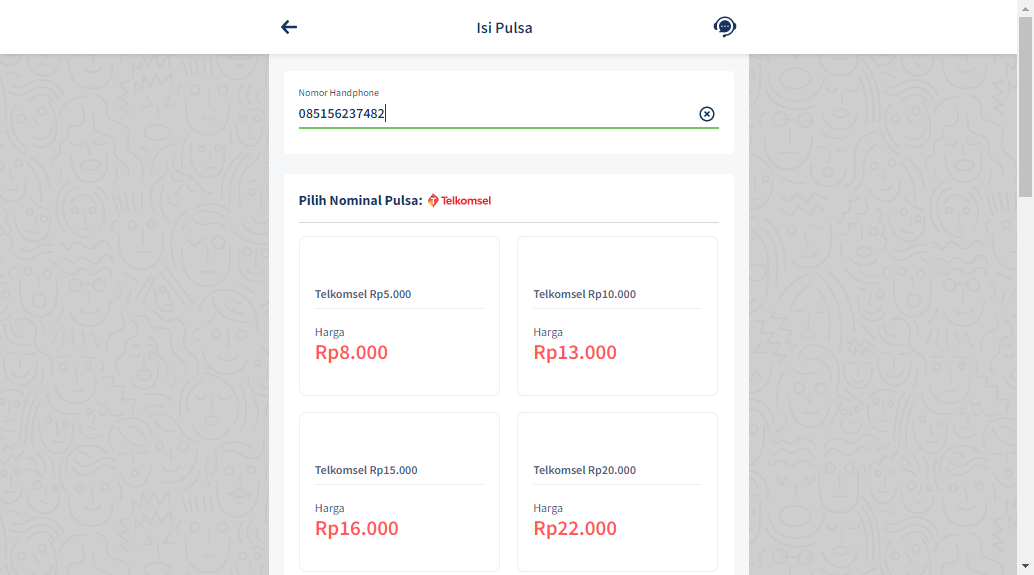 Isi Pulsa
Nomor Handphone
085156237482
Pilih Nominal Pulsa: Telkomsel
Telkomsel Rp5.000
Harga
Rp8.000
Telkomsel Rp10.000
Harga
Rp13.000
Telkomsel Rp15.000
Harga
Rp16.000
Telkomsel Rp20.000
Harga
Rp22.000